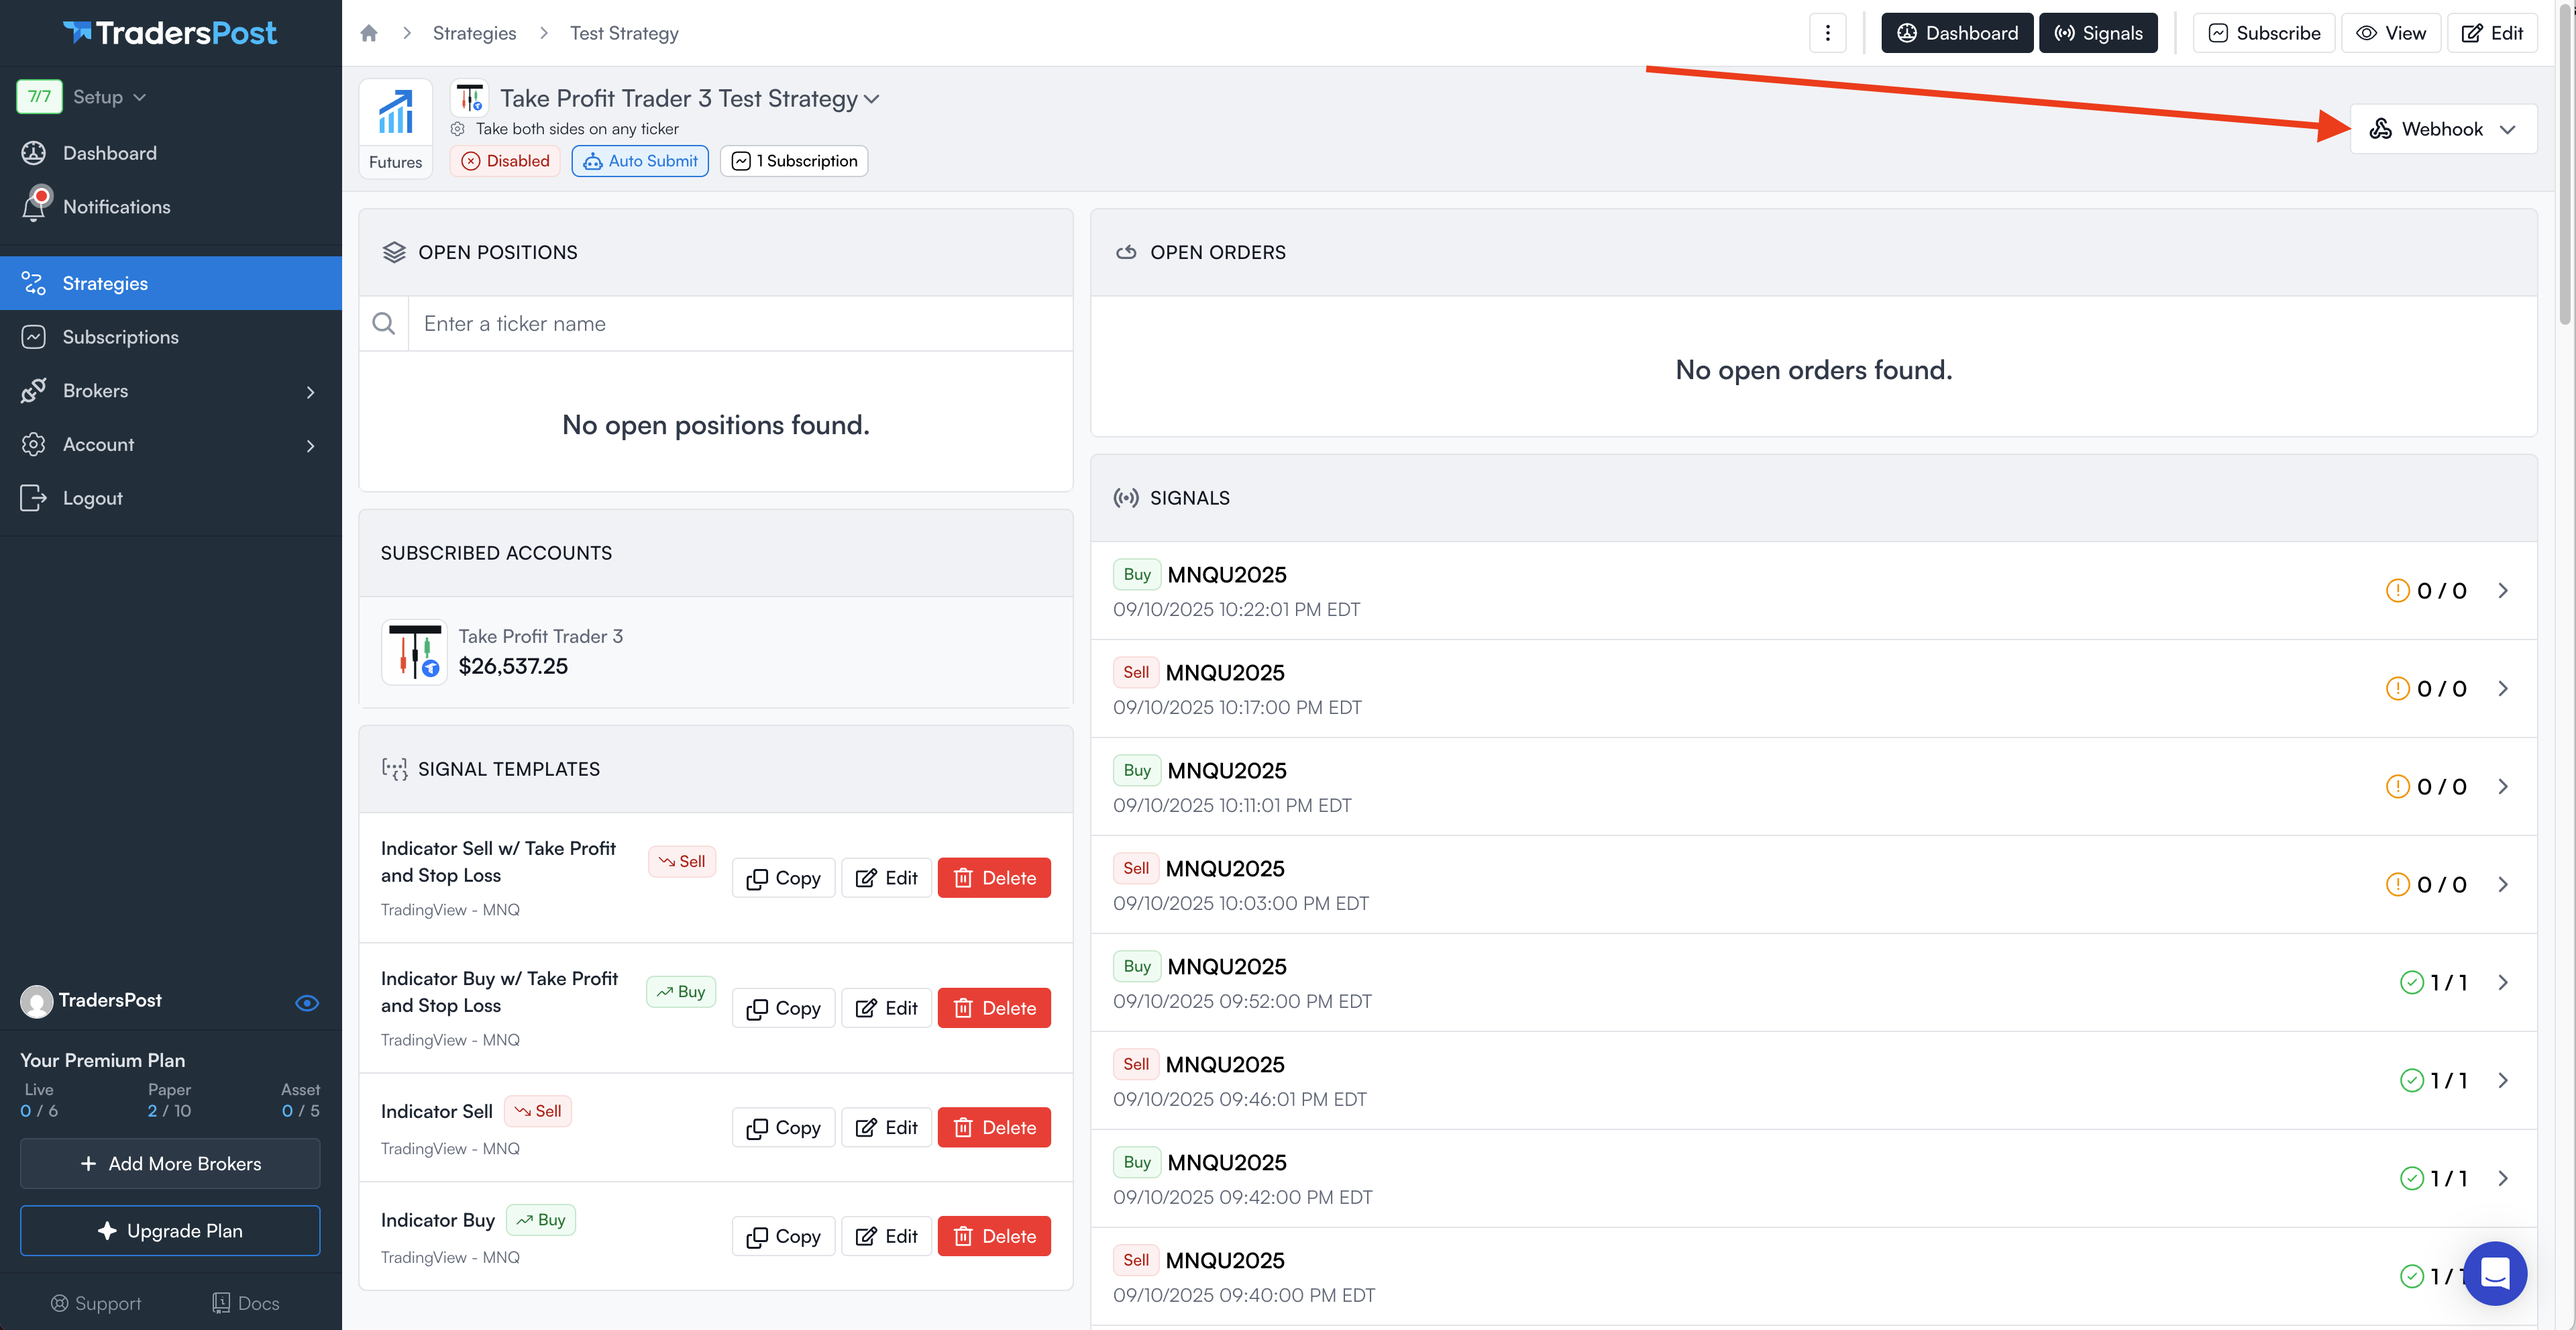 TradersPost
7/7 Setup
Dashboard
Notifications
Strategies
Subscriptions
Brokers
Account
Logout
TradersPost
Your Premium Plan
Live Paper Asset
0 / 6 2 / 10 0 / 5
Add More Brokers
Upgrade Plan
Support Docs
Strategies Test Strategy
Dashboard Signals Subscribe View Edit
Futures
Take Profit Trader 3 Test Strategy
Take both sides on any ticker
Disabled Auto Submit 1 Subscription
Webhook
OPEN POSITIONS
Enter a ticker name
No open positions found.
SUBSCRIBED ACCOUNTS
Take Profit Trader 3
$26,537.25
SIGNAL TEMPLATES
Indicator Sell w/ Take Profit
and Stop Loss
Sell Copy Edit Delete
TradingView - MNQ
Indicator Buy w/ Take Profit
and Stop Loss
Buy Copy Edit Delete
TradingView - MNQ
Indicator Sell Sell Copy Edit Delete
TradingView - MNQ
Indicator Buy Buy Copy Edit Delete
TradingView - MNQ
OPEN ORDERS
No open orders found.
SIGNALS
Buy MNQU2025
09/10/2025 10:22:01 PM EDT
0 / 0
Sell MNQU2025
09/10/2025 10:17:00 PM EDT
0 / 0
Buy MNQU2025
09/10/2025 10:11:01 PM EDT
0 / 0
Sell MNQU2025
09/10/2025 10:03:00 PM EDT
0 / 0
Buy MNQU2025
09/10/2025 09:52:00 PM EDT
1 / 1
Sell MNQU2025
09/10/2025 09:46:01 PM EDT
1 / 1
Buy MNQU2025
09/10/2025 09:42:00 PM EDT
1 / 1
Sell MNQU2025
09/10/2025 09:40:00 PM EDT
1 / 1